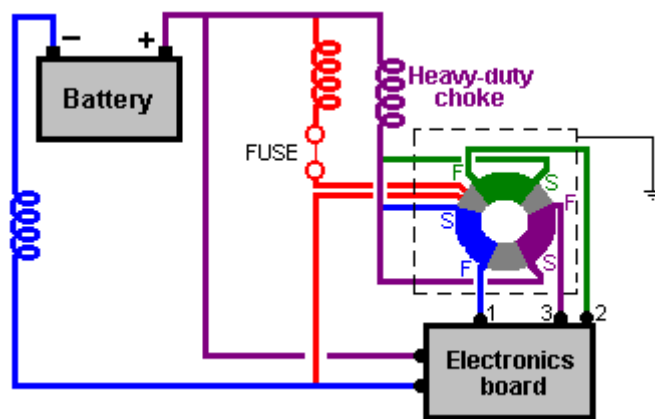 − +
Battery
Heavy-duty
choke
FUSE
F
S
F
S
F
S
1
3
2
Electronics
board